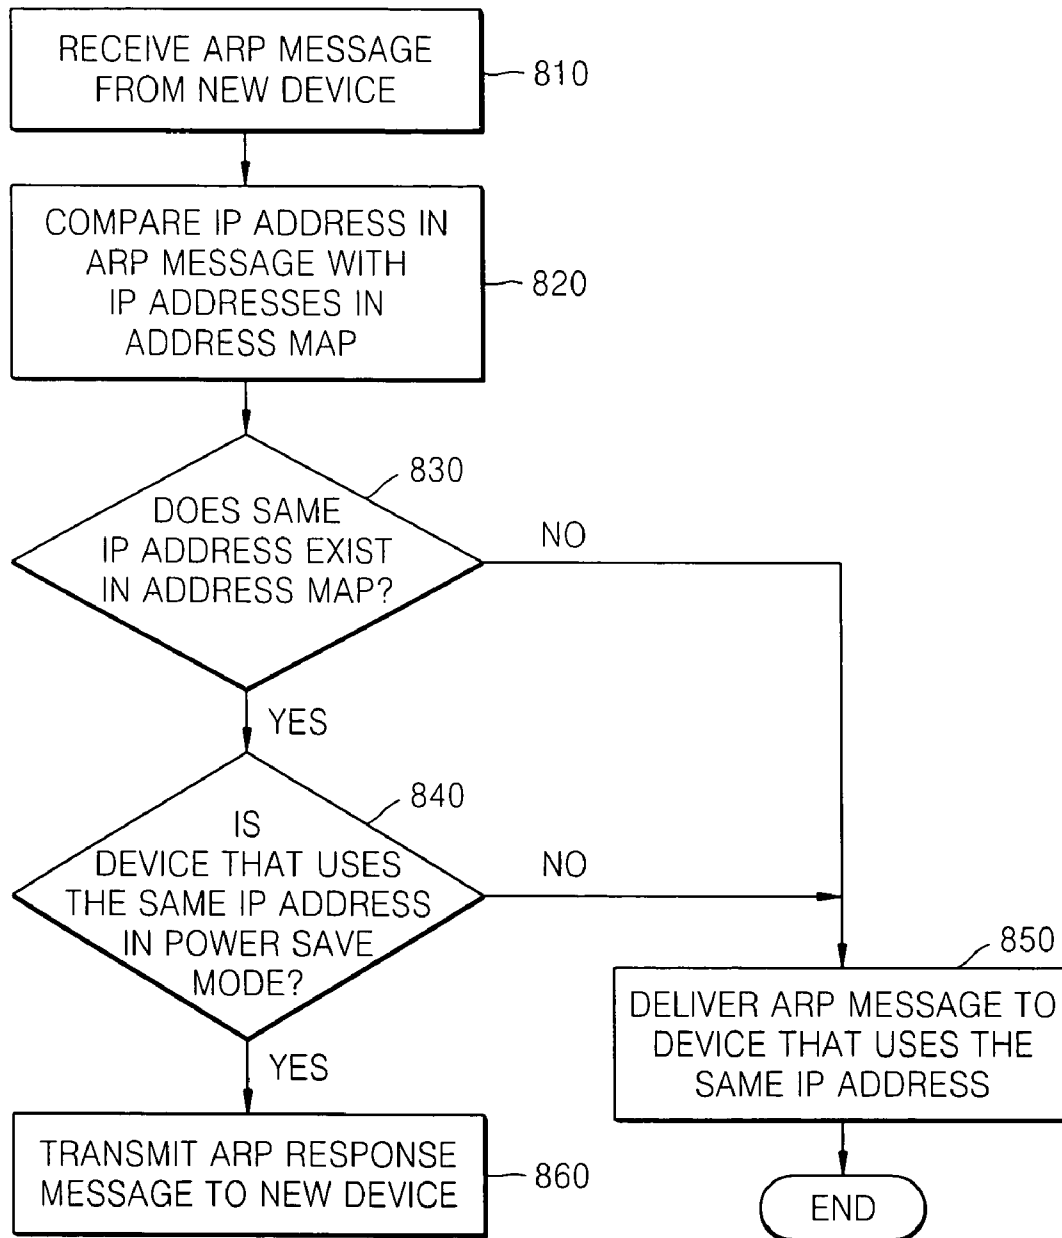 RECEIVE ARP MESSAGE
FROM NEW DEVICE
810
COMPARE IP ADDRESS IN
ARP MESSAGE WITH
IP ADDRESSES IN
ADDRESS MAP
820
830
DOES SAME
IP ADDRESS EXIST
IN ADDRESS MAP?
NO
YES
840
IS
DEVICE THAT USES
THE SAME IP ADDRESS
IN POWER SAVE
MODE?
NO
YES
850
DELIVER ARP MESSAGE TO
DEVICE THAT USES THE
SAME IP ADDRESS
TRANSMIT ARP RESPONSE
MESSAGE TO NEW DEVICE
860
END